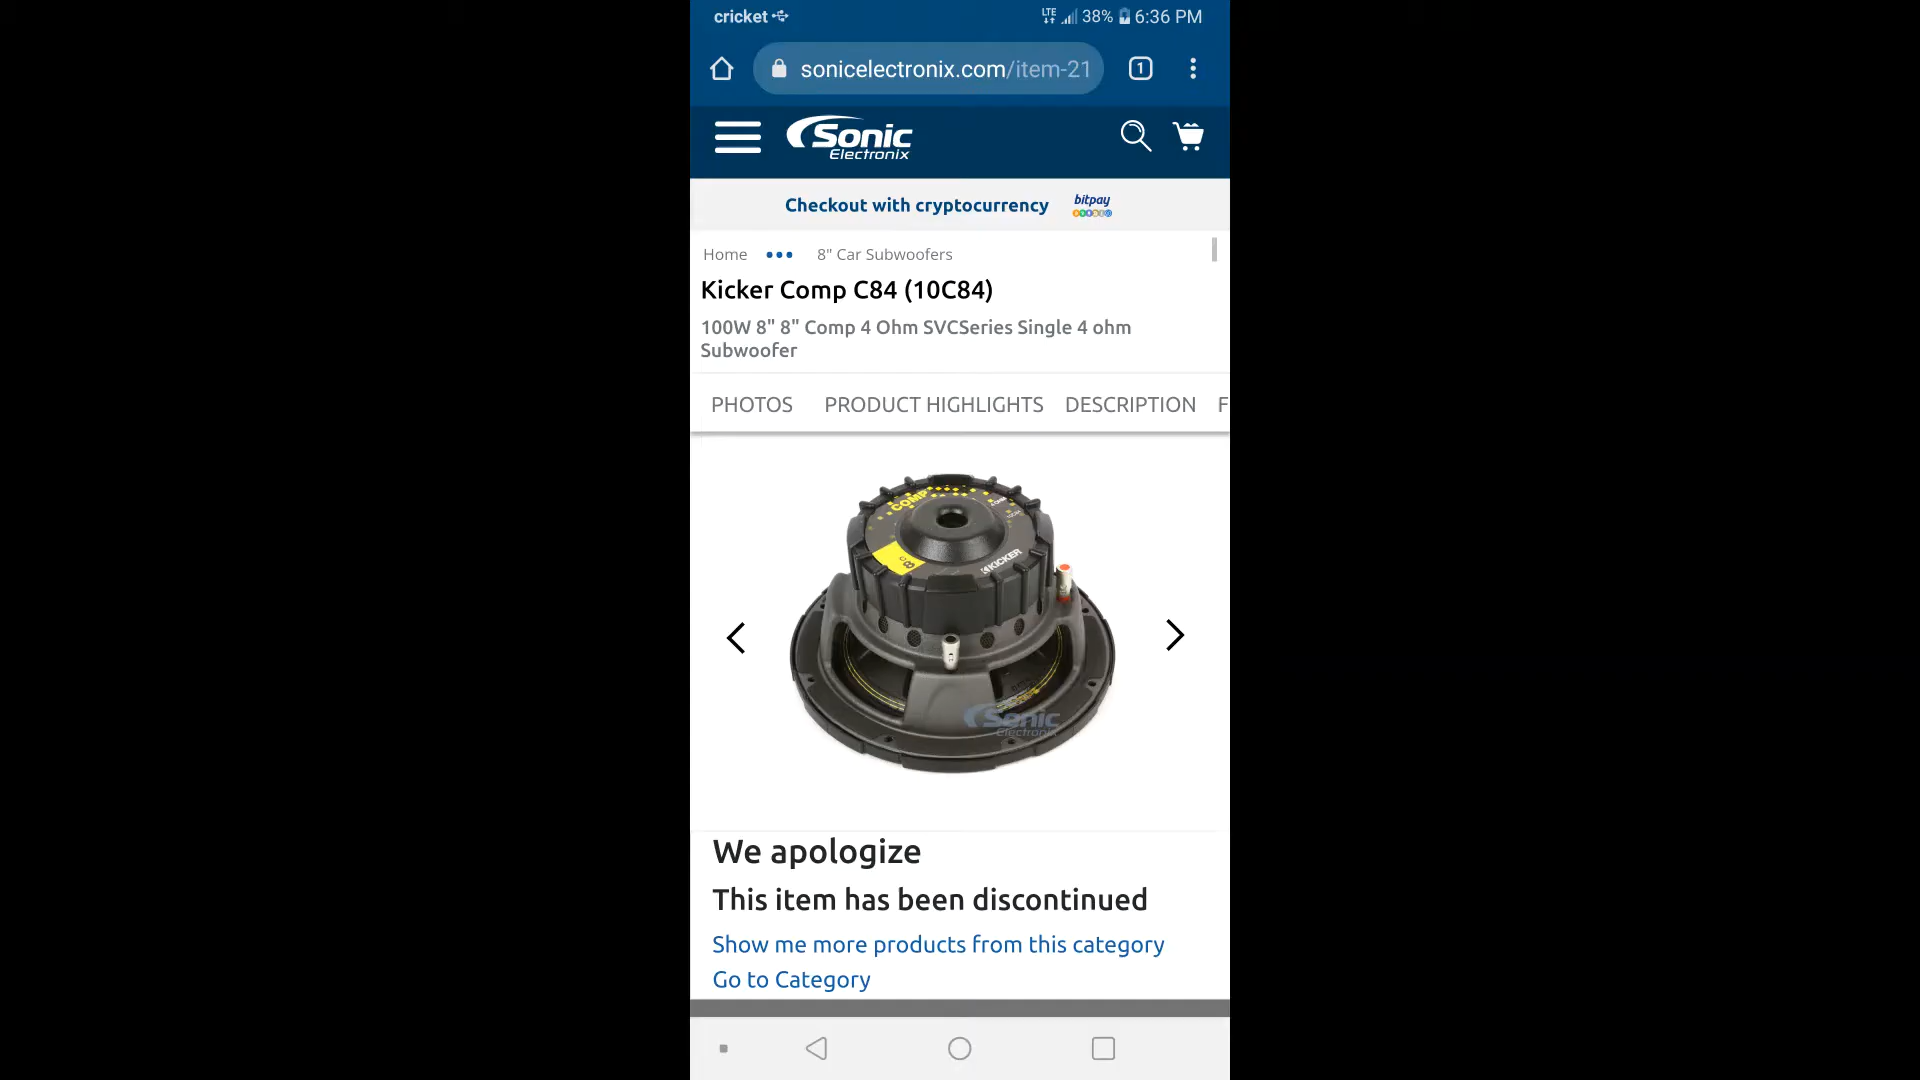 cricket
LTE 38% 6:36 PM
sonicelectronix.com/item-21
1
Sonic
Electronix
Checkout with cryptocurrency bitpay
Home ••• 8" Car Subwoofers
Kicker Comp C84 (10C84)
100W 8" 8" Comp 4 Ohm SVCSeries Single 4 ohm
Subwoofer
PHOTOS PRODUCT HIGHLIGHTS DESCRIPTION F
COMP
8
KICKER
Sonic
Electronix
We apologize
This item has been discontinued
Show me more products from this category
Go to Category